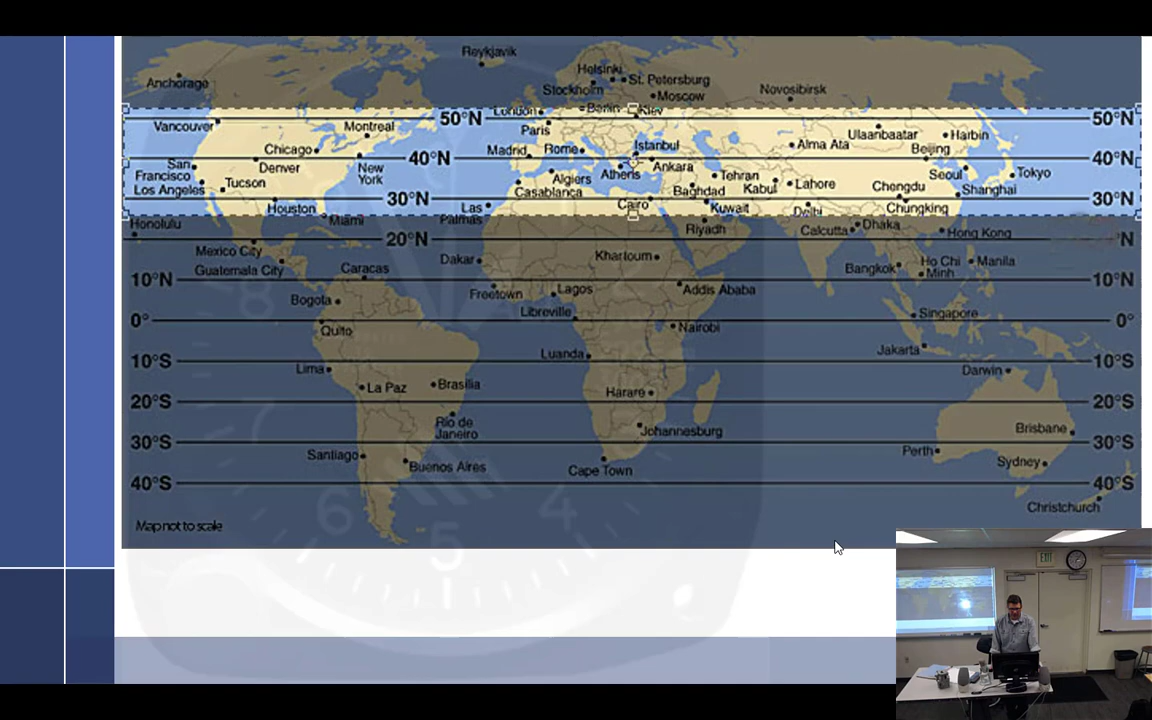 Reykjavik
Anchorage
Helsinki
St. Petersburg
Stockholm
Moscow
Novosibirsk
London
Berlin
Kiev
50°N
50°N
Vancouver
Montreal
Paris
Ulaanbaatar
Harbin
Chicago
Madrid
Rome
Istanbul
Alma Ata
Beijing
40°N
40°N
San
Francisco
Denver
New
York
Algiers
Athens
Ankara
Tehran
Seoul
Tokyo
Los Angeles
Tucson
Casablanca
Baghdad
Kabul
Lahore
Chengdu
Shanghai
30°N
30°N
Houston
Miami
Las
Palmas
Cairo
Kuwait
Delhi
Chungking
Honolulu
Riyadh
Calcutta
Dhaka
Hong Kong
20°N
°N
Mexico City
Guatemala City
Caracas
Dakar
Khartoum
Bangkok
Ho Chi
Minh
Manila
10°N
10°N
Bogota
Freetown
Lagos
Addis Ababa
Libreville
Singapore
0°
0°
Quito
Nairobi
Luanda
Jakarta
10°S
10°S
Lima
Darwin
La Paz
Brasilia
Harare
20°S
20°S
Rio de
Janeiro
Johannesburg
Brisbane
30°S
30°S
Santiago
Buenos Aires
Cape Town
Perth
Sydney
40°S
40°S
Christchurch
Map not to scale
8
6
5
4
EXIT